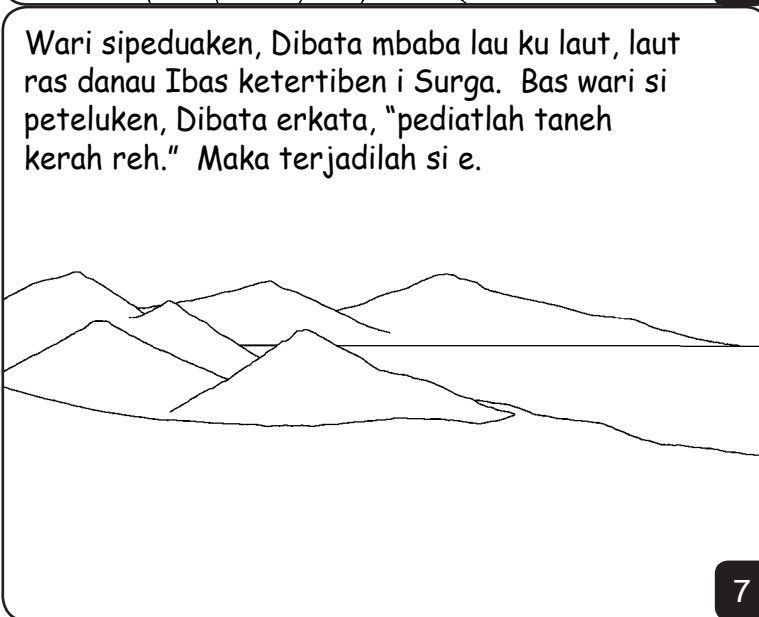 Wari sipeduaken, Dibata mbaba lau ku laut, laut
ras danau Ibas ketertiben i Surga.  Bas wari si
peteluken, Dibata erkata, “pediatlah taneh
kerah reh.”  Maka terjadilah si e.
7